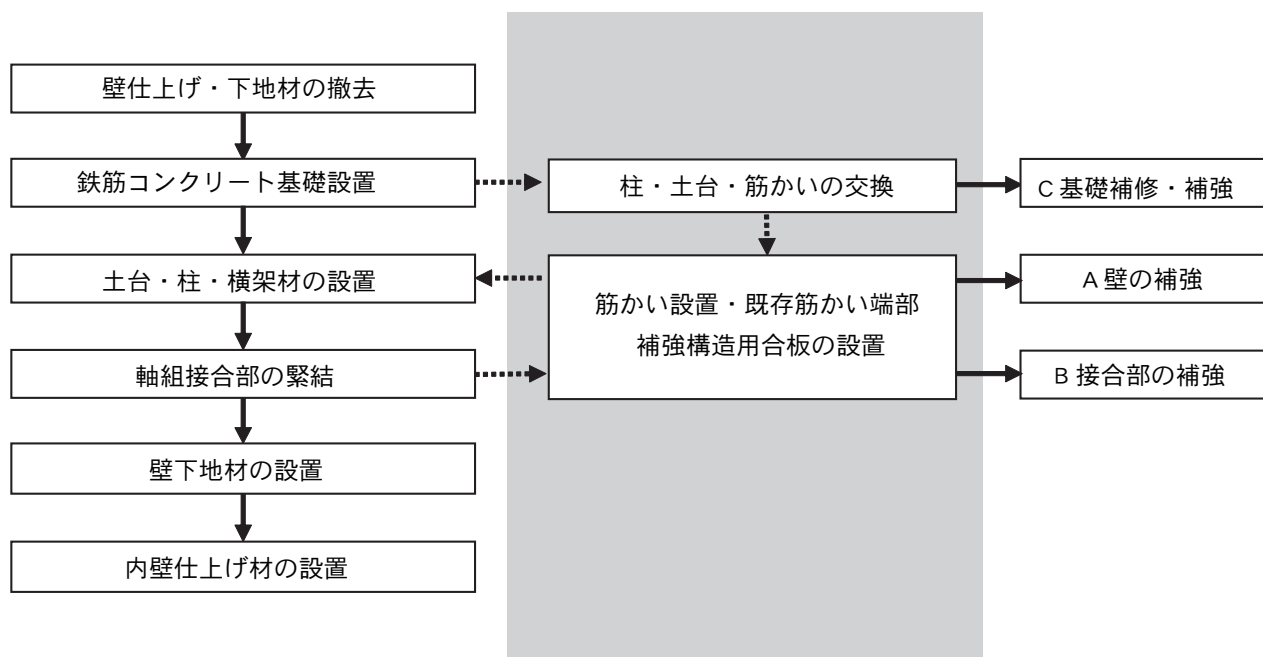 壁仕上げ・下地材の撤去
鉄筋コンクリート基礎設置
土台・柱・横架材の設置
軸組接合部の緊結
壁下地材の設置
内壁仕上げ材の設置
柱・土台・筋かいの交換
筋かい設置・既存筋かい端部
補強構造用合板の設置
C 基礎補修・補強
A 壁の補強
B 接合部の補強